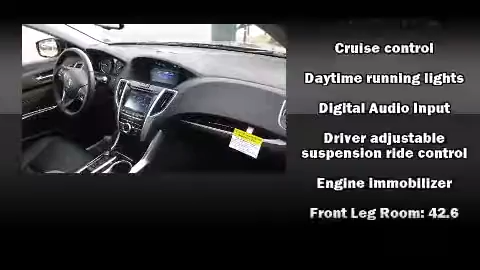 Cruise control
Daytime running lights
Digital Audio Input
Driver adjustable
suspension ride control
Engine immobilizer
Front Leg Room: 42.6